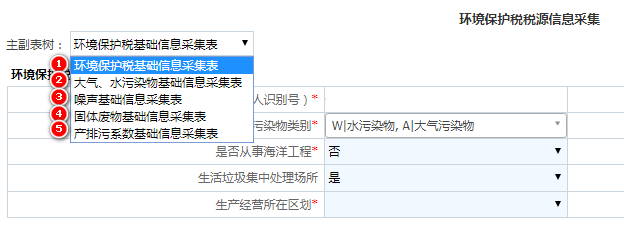 环境保护税税源信息采集
主副表树： 环境保护税基础信息采集表
1 环境保护税基础信息采集表
2 大气、水污染物基础信息采集表
3 噪声基础信息采集表
4 固体废物基础信息采集表
5 产排污系数基础信息采集表
环境保护
人识别号）*
污染物类别* W|水污染物, A|大气污染物
是否从事海洋工程* 否
生活垃圾集中处理场所 是
生产经营所在区划*